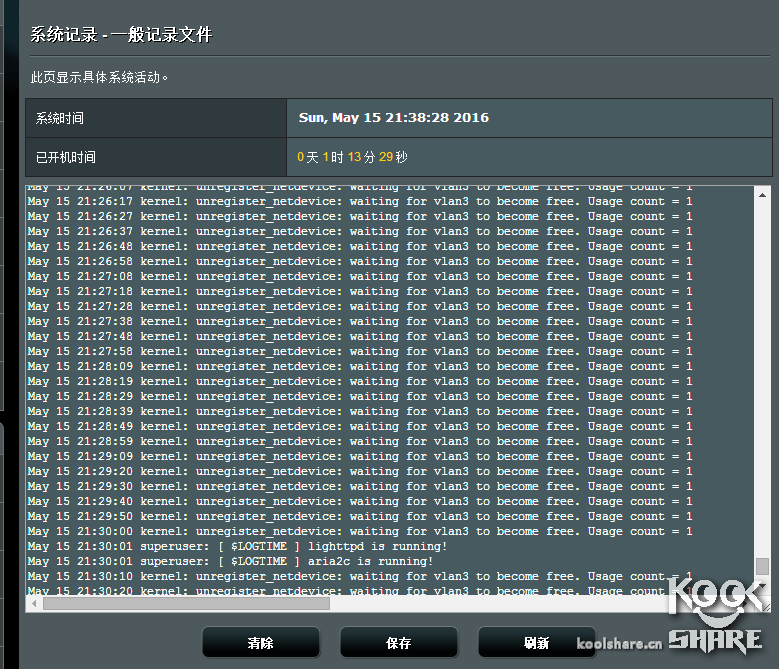 系统记录 - 一般记录文件
此页显示具体系统活动。
系统时间 Sun, May 15 21:38:28 2016
已开机时间 0 天 1 时 13 分 29 秒
May 15 21:26:07 kernel: unregister_netdevice: waiting for vlan3 to become free. Usage count = 1
May 15 21:26:17 kernel: unregister_netdevice: waiting for vlan3 to become free. Usage count = 1
May 15 21:26:27 kernel: unregister_netdevice: waiting for vlan3 to become free. Usage count = 1
May 15 21:26:37 kernel: unregister_netdevice: waiting for vlan3 to become free. Usage count = 1
May 15 21:26:48 kernel: unregister_netdevice: waiting for vlan3 to become free. Usage count = 1
May 15 21:26:58 kernel: unregister_netdevice: waiting for vlan3 to become free. Usage count = 1
May 15 21:27:08 kernel: unregister_netdevice: waiting for vlan3 to become free. Usage count = 1
May 15 21:27:18 kernel: unregister_netdevice: waiting for vlan3 to become free. Usage count = 1
May 15 21:27:28 kernel: unregister_netdevice: waiting for vlan3 to become free. Usage count = 1
May 15 21:27:38 kernel: unregister_netdevice: waiting for vlan3 to become free. Usage count = 1
May 15 21:27:48 kernel: unregister_netdevice: waiting for vlan3 to become free. Usage count = 1
May 15 21:27:58 kernel: unregister_netdevice: waiting for vlan3 to become free. Usage count = 1
May 15 21:28:09 kernel: unregister_netdevice: waiting for vlan3 to become free. Usage count = 1
May 15 21:28:19 kernel: unregister_netdevice: waiting for vlan3 to become free. Usage count = 1
May 15 21:28:29 kernel: unregister_netdevice: waiting for vlan3 to become free. Usage count = 1
May 15 21:28:39 kernel: unregister_netdevice: waiting for vlan3 to become free. Usage count = 1
May 15 21:28:49 kernel: unregister_netdevice: waiting for vlan3 to become free. Usage count = 1
May 15 21:28:59 kernel: unregister_netdevice: waiting for vlan3 to become free. Usage count = 1
May 15 21:29:09 kernel: unregister_netdevice: waiting for vlan3 to become free. Usage count = 1
May 15 21:29:20 kernel: unregister_netdevice: waiting for vlan3 to become free. Usage count = 1
May 15 21:29:30 kernel: unregister_netdevice: waiting for vlan3 to become free. Usage count = 1
May 15 21:29:40 kernel: unregister_netdevice: waiting for vlan3 to become free. Usage count = 1
May 15 21:29:50 kernel: unregister_netdevice: waiting for vlan3 to become free. Usage count = 1
May 15 21:30:00 kernel: unregister_netdevice: waiting for vlan3 to become free. Usage count = 1
May 15 21:30:01 superuser: [ $LOGTIME ] lighttpd is running!
May 15 21:30:01 superuser: [ $LOGTIME ] aria2c is running!
May 15 21:30:10 kernel: unregister_netdevice: waiting for vlan3 to become free. Usage count = 1
May 15 21:30:20 kernel: unregister_netdevice: waiting for vlan3 to become free. Usage count = 1
清除 保存 刷新
koolshare.cn KOOL SHARE